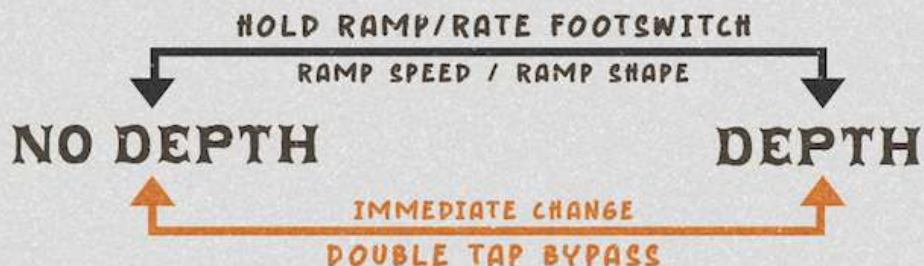 HOLD RAMP/RATE FOOTSWITCH
RAMP SPEED / RAMP SHAPE
NO DEPTH DEPTH
IMMEDIATE CHANGE
DOUBLE TAP BYPASS